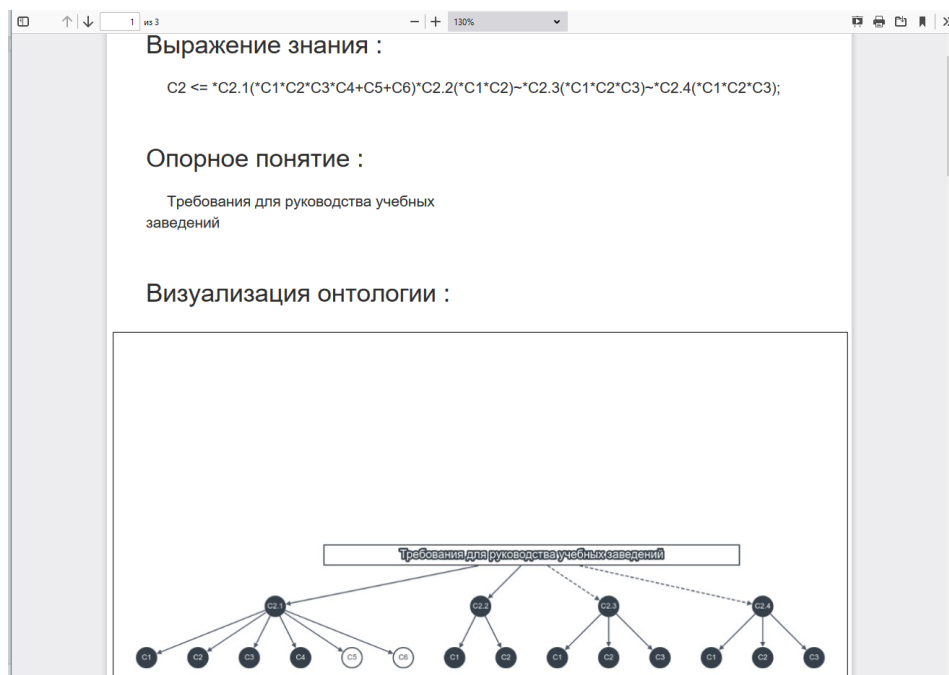 1 из 3 130%
Выражение знания :
C2 <= *C2.1(*C1*C2*C3*C4+C5+C6)*C2.2(*C1*C2)~*C2.3(*C1*C2*C3)~*C2.4(*C1*C2*C3);
Опорное понятие :
Требования для руководства учебных
заведений
Визуализация онтологии :
Требования для руководства учебных заведений
C2.1 C2.2 C2.3 C2.4
C1 C2 C3 C4 C5 C6 C1 C2 C1 C2 C3 C1 C2 C3